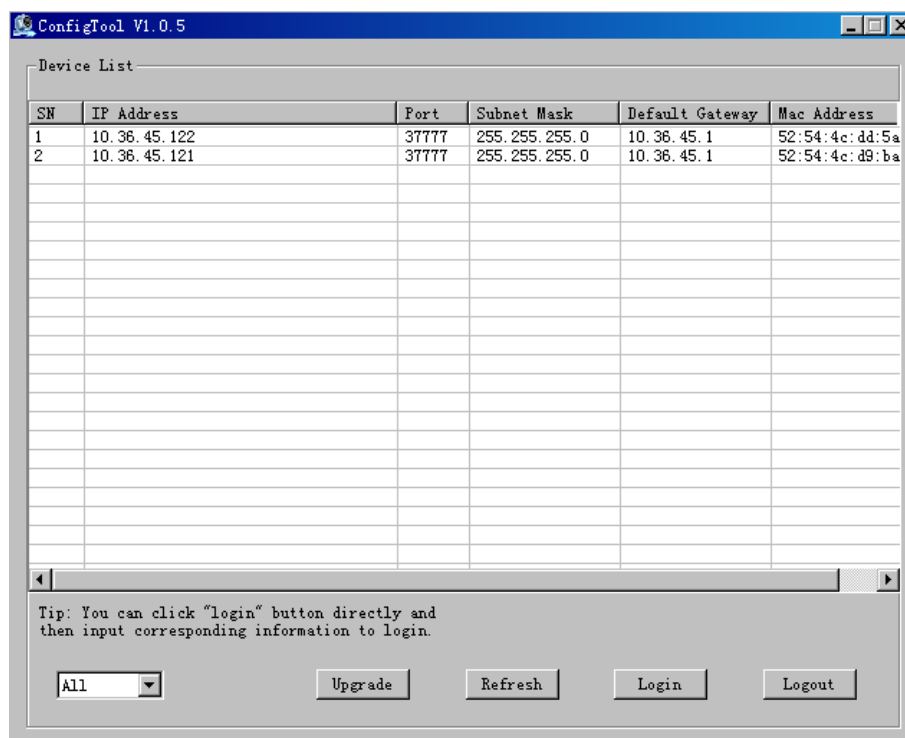 ConfigTool V1.0.5
Device List
SN IP Address Port Subnet Mask Default Gateway Mac Address
1 10.36.45.122 37777 255.255.255.0 10.36.45.1 52:54:4c:dd:5a
2 10.36.45.121 37777 255.255.255.0 10.36.45.1 52:54:4c:d9:ba
Tip: You can click "login" button directly and
then input corresponding information to login.
All Upgrade Refresh Login Logout